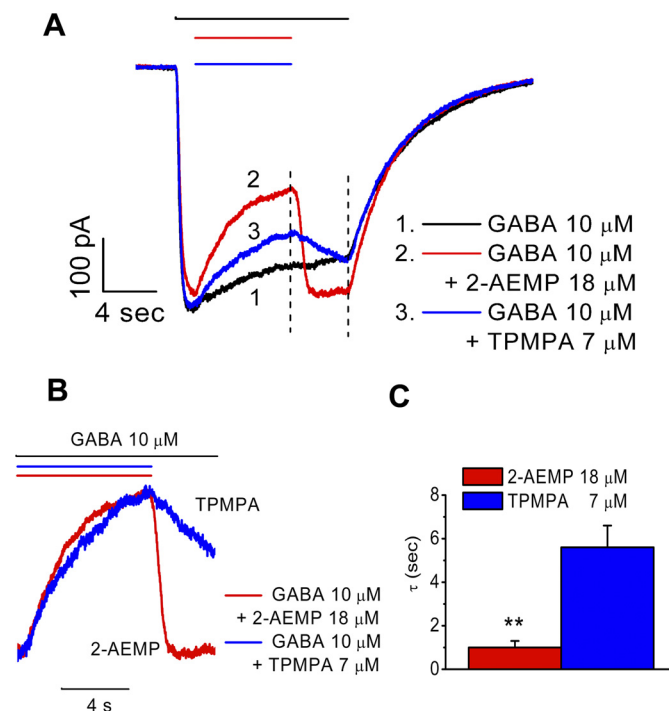 A
2
3
1
100 pA
4 sec
1. GABA 10 μM
2. GABA 10 μM
+ 2-AEMP 18 μM
3. GABA 10 μM
+ TPMPA 7 μM
B
GABA 10 μM
TPMPA
2-AEMP
GABA 10 μM
+ 2-AEMP 18 μM
GABA 10 μM
+ TPMPA 7 μM
4 s
C
2-AEMP 18 μM
TPMPA 7 μM
τ (sec)
8
6
4
2
0
**